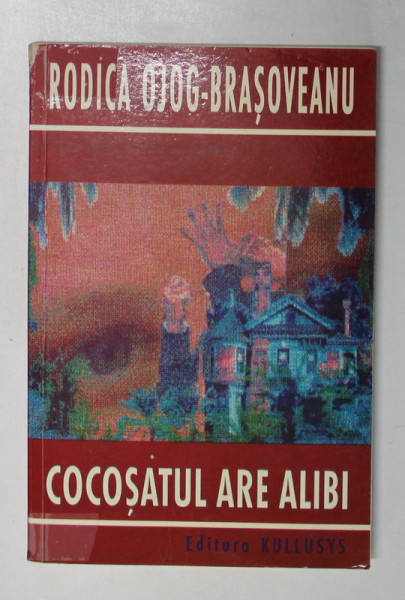 RODICA OJOG-BRAȘOVEANU
COCOȘATUL ARE ALIBI
Editura KULLUSYS